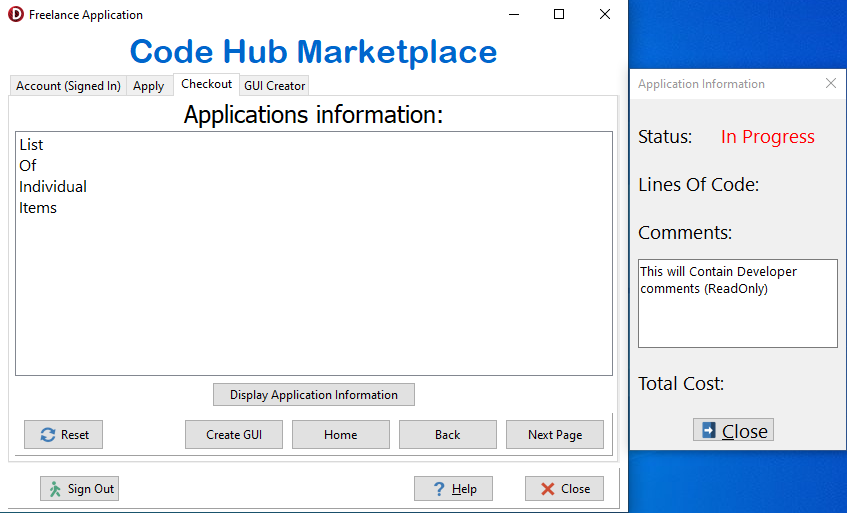 Freelance Application
Code Hub Marketplace
Account (Signed In) Apply Checkout GUI Creator
Applications information:
List
Of
Individual
Items
Display Application Information
Reset Create GUI Home Back Next Page
Sign Out Help Close
Application Information
Status: In Progress
Lines Of Code:
Comments:
This will Contain Developer
comments (ReadOnly)
Total Cost:
Close